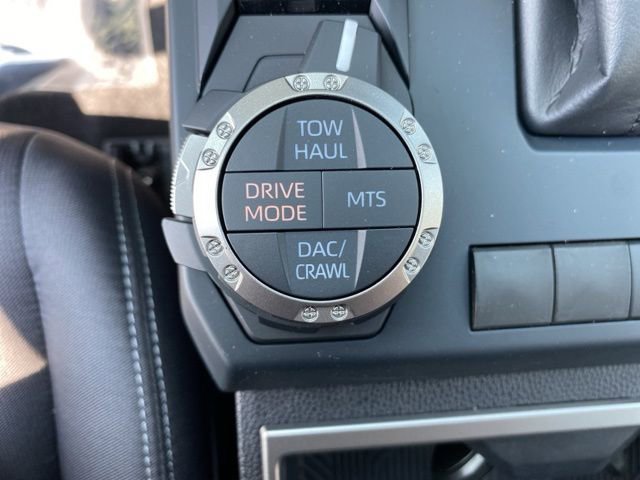 TOW
HAUL
DRIVE
MODE
MTS
DAC/
CRAWL